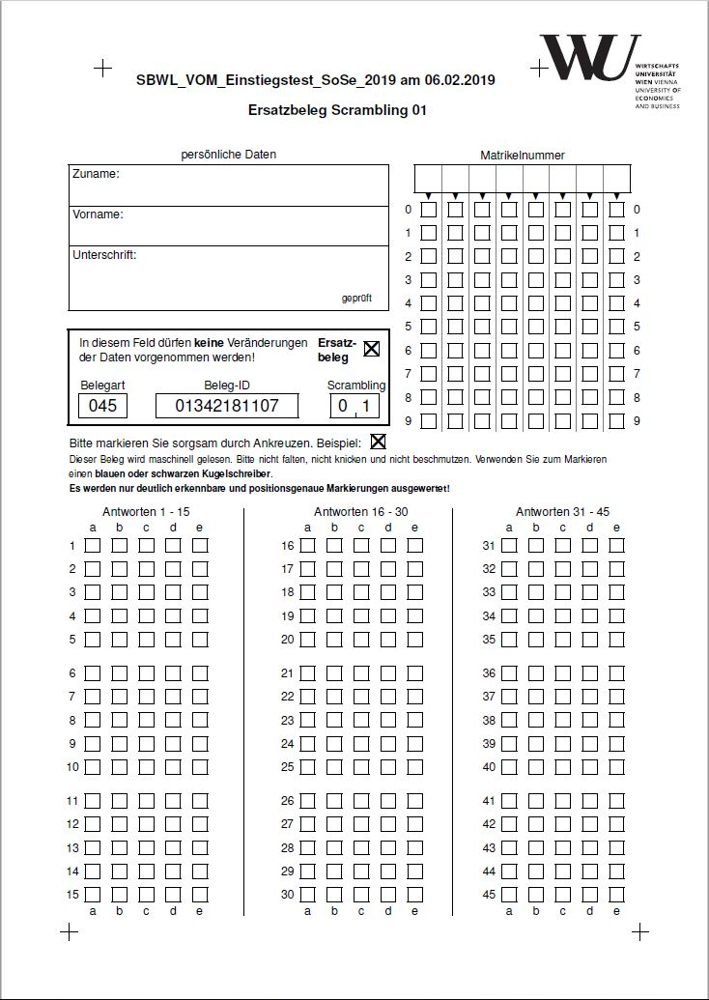 WU
WIRTSCHAFTS
UNIVERSITÄT
WIEN VIENNA
UNIVERSITY OF
ECONOMICS
AND BUSINESS
SBWL_VOM_Einstiegstest_SoSe_2019 am 06.02.2019
Ersatzbeleg Scrambling 01
persönliche Daten
Zuname:
Vorname:
Unterschrift:
geprüft
Matrikelnummer
0 0
1 1
2 2
3 3
4 4
5 5
6 6
7 7
8 8
9 9
In diesem Feld dürfen keine Veränderungen Ersatz-
der Daten vorgenommen werden! beleg
Belegart Beleg-ID Scrambling
045 01342181107 0 1
Bitte markieren Sie sorgsam durch Ankreuzen. Beispiel:
Dieser Beleg wird maschinell gelesen. Bitte nicht falten, nicht knicken und nicht beschmutzen. Verwenden Sie zum Markieren
einen blauen oder schwarzen Kugelschreiber.
Es werden nur deutlich erkennbare und positionsgenaue Markierungen ausgewertet!
Antworten 1 - 15
a b c d e
1
2
3
4
5
6
7
8
9
10
11
12
13
14
15
a b c d e
Antworten 16 - 30
a b c d e
16
17
18
19
20
21
22
23
24
25
26
27
28
29
30
a b c d e
Antworten 31 - 45
a b c d e
31
32
33
34
35
36
37
38
39
40
41
42
43
44
45
a b c d e